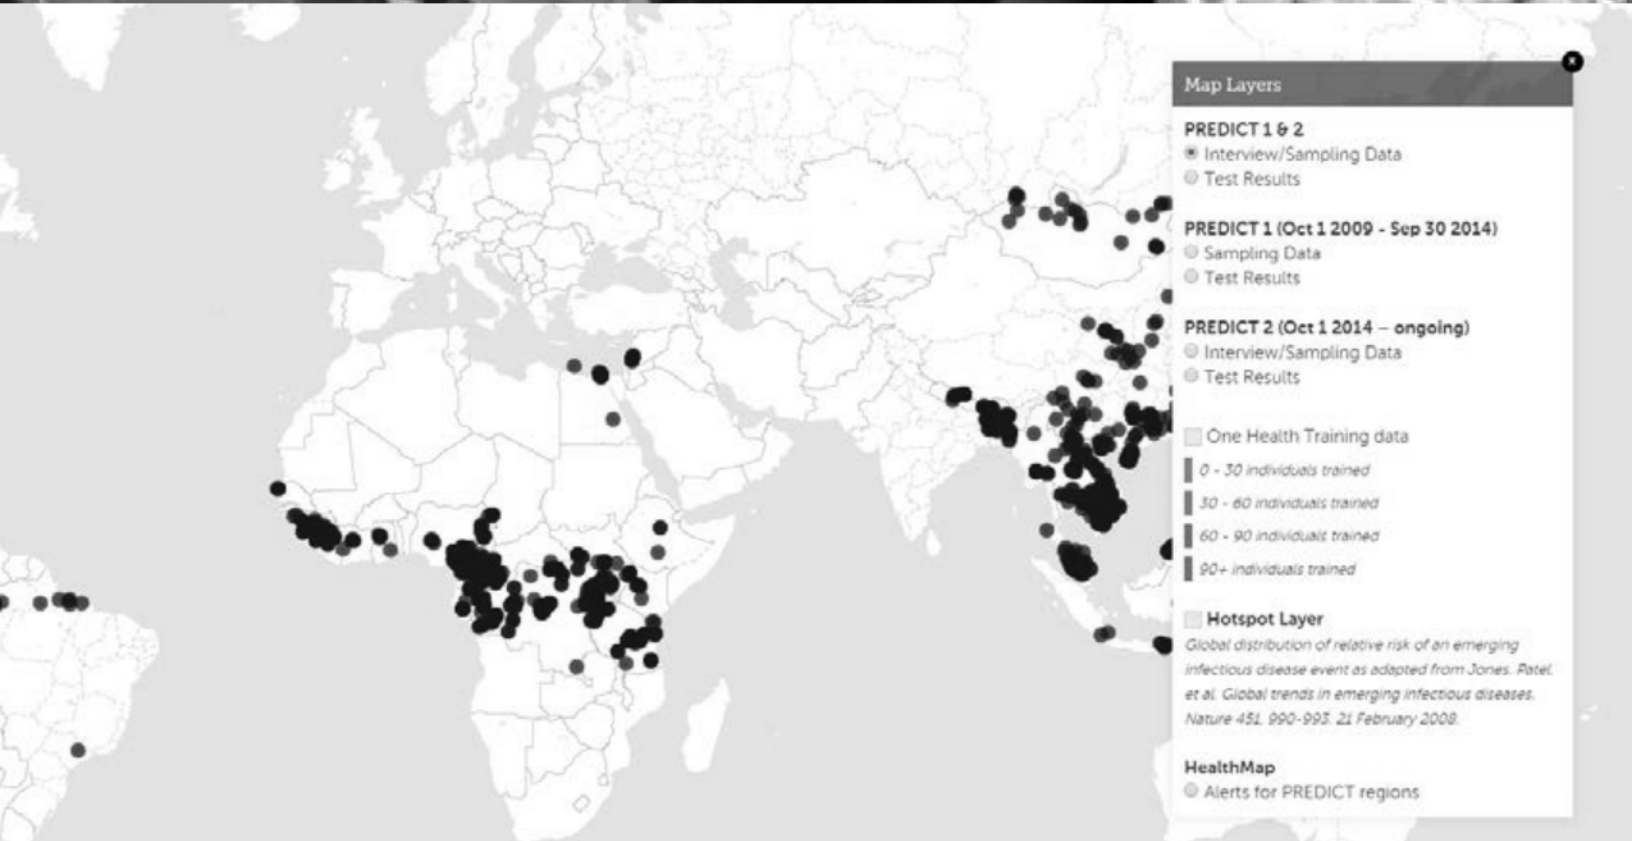 Map Layers
PREDICT 1 & 2
Interview/Sampling Data
Test Results
PREDICT 1 (Oct 1 2009 - Sep 30 2014)
Sampling Data
Test Results
PREDICT 2 (Oct 1 2014 – ongoing)
Interview/Sampling Data
Test Results
One Health Training data
0 - 30 individuals trained
30 - 60 individuals trained
60 - 90 individuals trained
90+ individuals trained
Hotspot Layer
Global distribution of relative risk of an emerging
infectious disease event as adapted from Jones, Patel,
et al. Global trends in emerging infectious diseases.
Nature 451, 990-993, 21 February 2008.
HealthMap
Alerts for PREDICT regions